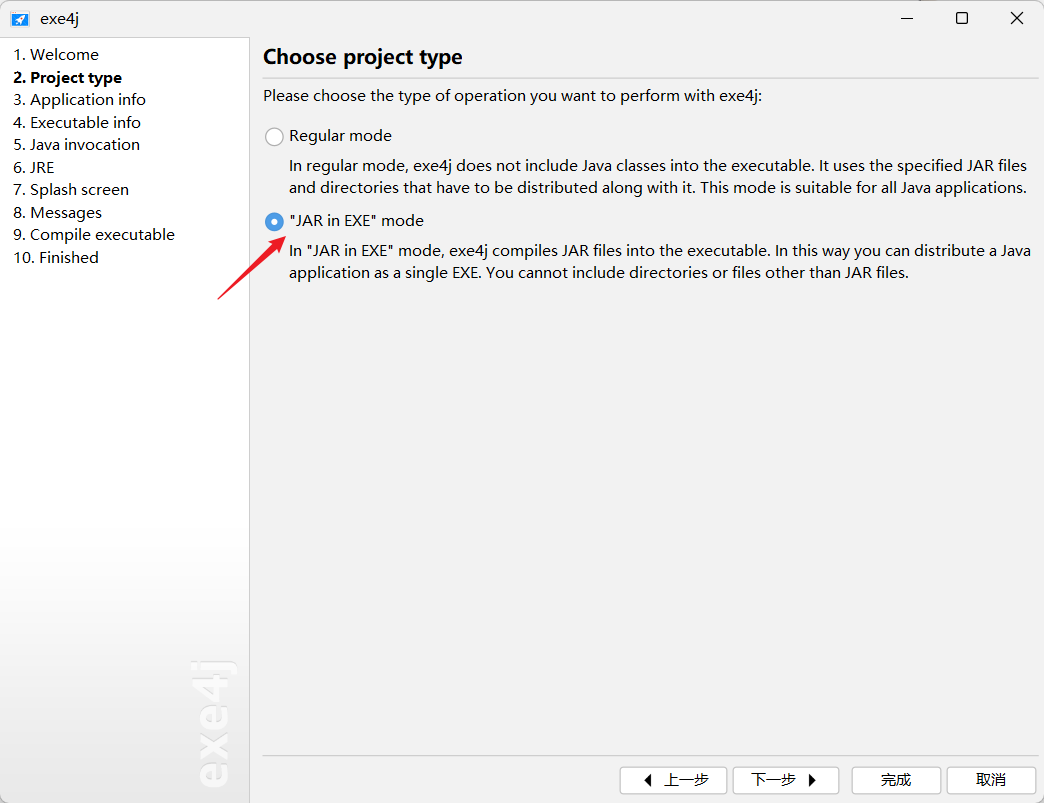 exe4j
1. Welcome
2. Project type
3. Application info
4. Executable info
5. Java invocation
6. JRE
7. Splash screen
8. Messages
9. Compile executable
10. Finished
exe4j
Choose project type
Please choose the type of operation you want to perform with exe4j:
Regular mode
In regular mode, exe4j does not include Java classes into the executable. It uses the specified JAR files
and directories that have to be distributed along with it. This mode is suitable for all Java applications.
"JAR in EXE" mode
In "JAR in EXE" mode, exe4j compiles JAR files into the executable. In this way you can distribute a Java
application as a single EXE. You cannot include directories or files other than JAR files.
上一步 下一步 完成 取消